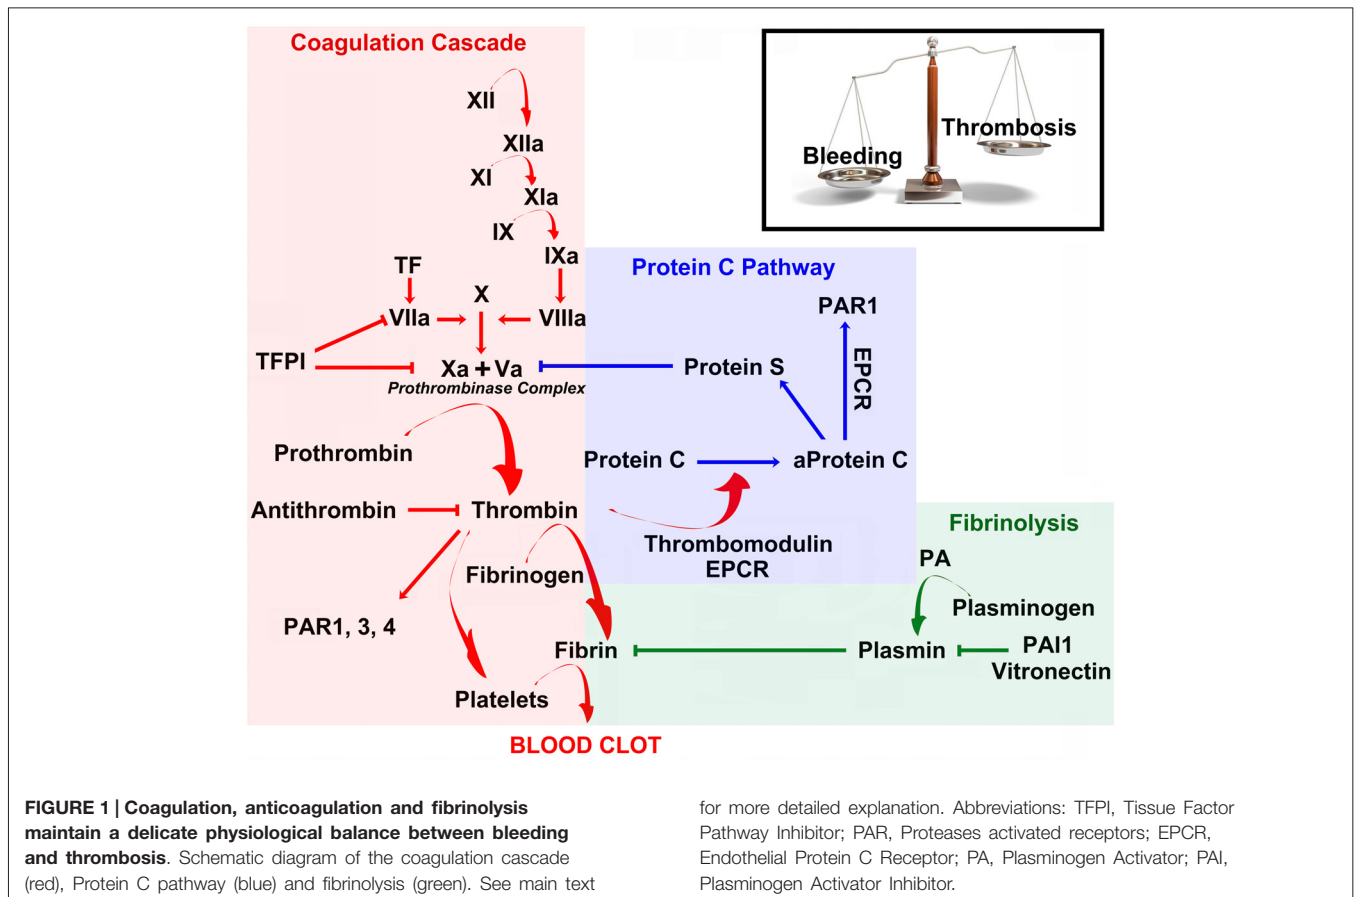 Coagulation Cascade
XII
XIIa
XI
XIa
IX
IXa
TF
X
VIIa
VIIIa
TFPI
Xa + Va
Prothrombinase Complex
Prothrombin
Antithrombin
Thrombin
Fibrinogen
PAR1, 3, 4
Fibrin
Platelets
BLOOD CLOT
Bleeding
Thrombosis
Protein C Pathway
PAR1
EPCR
Protein S
Protein C
aProtein C
Thrombomodulin
EPCR
Fibrinolysis
PA
Plasminogen
Plasmin
PAI1
Vitronectin
FIGURE 1 | Coagulation, anticoagulation and fibrinolysis
maintain a delicate physiological balance between bleeding
and thrombosis. Schematic diagram of the coagulation cascade
(red), Protein C pathway (blue) and fibrinolysis (green). See main text
for more detailed explanation. Abbreviations: TFPI, Tissue Factor
Pathway Inhibitor; PAR, Proteases activated receptors; EPCR,
Endothelial Protein C Receptor; PA, Plasminogen Activator; PAI,
Plasminogen Activator Inhibitor.